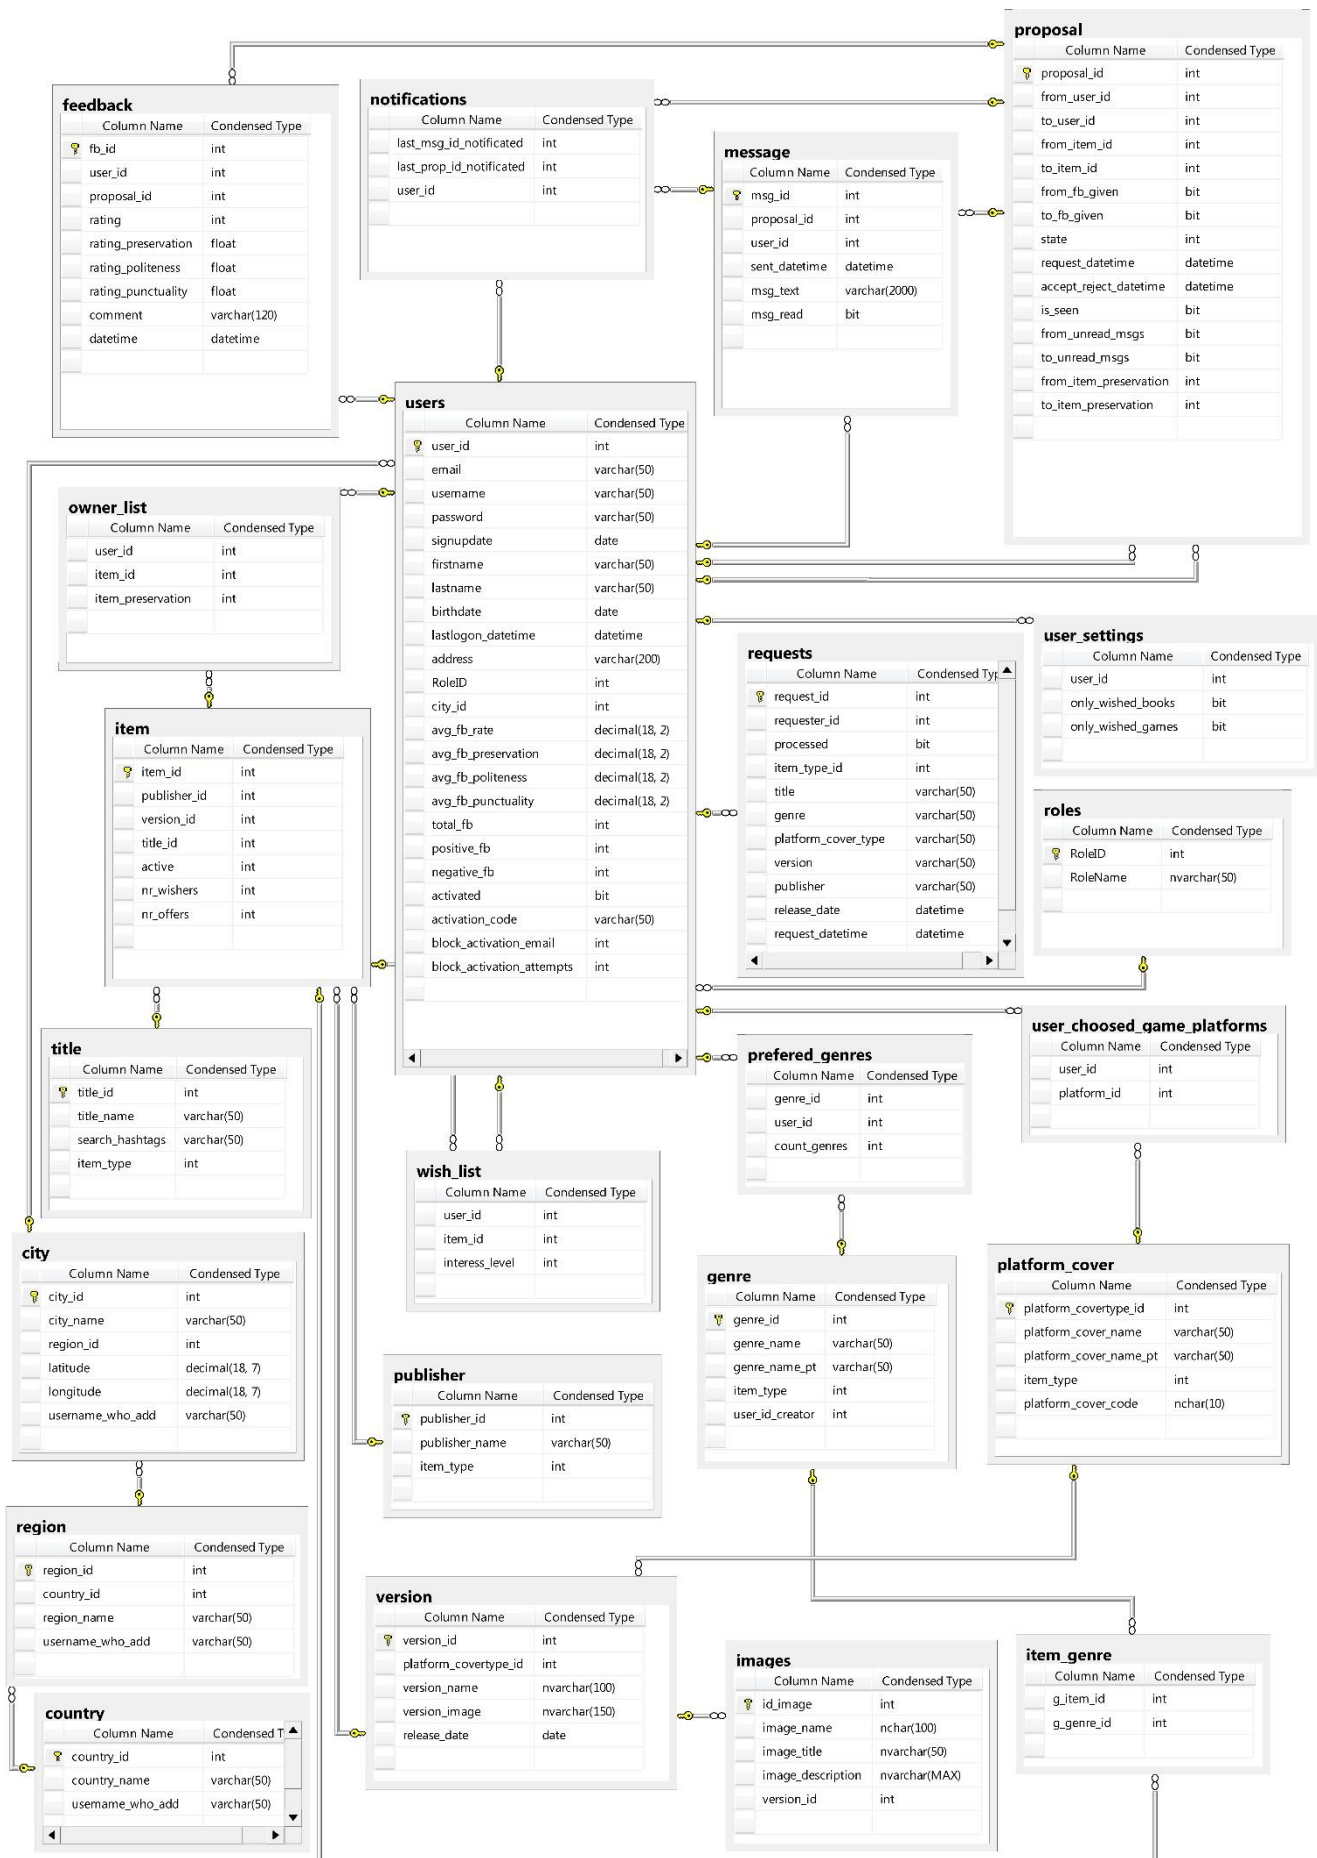 proposal
Column Name Condensed Type
proposal_id int
from_user_id int
to_user_id int
from_item_id int
to_item_id int
from_fb_given bit
to_fb_given bit
state int
request_datetime datetime
accept_reject_datetime datetime
is_seen bit
from_unread_msgs bit
to_unread_msgs bit
from_item_preservation int
to_item_preservation int
feedback
Column Name Condensed Type
fb_id int
user_id int
proposal_id int
rating int
rating_preservation float
rating_politeness float
rating_punctuality float
comment varchar(120)
datetime datetime
notifications
Column Name Condensed Type
last_msg_id_notificated int
last_prop_id_notificated int
user_id int
message
Column Name Condensed Type
msg_id int
proposal_id int
user_id int
sent_datetime datetime
msg_text varchar(2000)
msg_read bit
users
Column Name Condensed Type
user_id int
email varchar(50)
username varchar(50)
password varchar(50)
signupdate date
firstname varchar(50)
lastname varchar(50)
birthdate date
lastlogon_datetime datetime
address varchar(200)
RoleID int
city_id int
avg_fb_rate decimal(18, 2)
avg_fb_preservation decimal(18, 2)
avg_fb_politeness decimal(18, 2)
avg_fb_punctuality decimal(18, 2)
total_fb int
positive_fb int
negative_fb int
activated bit
activation_code varchar(50)
block_activation_email int
block_activation_attempts int
owner_list
Column Name Condensed Type
user_id int
item_id int
item_preservation int
item
Column Name Condensed Type
item_id int
publisher_id int
version_id int
title_id int
active int
nr_wishers int
nr_offers int
requests
Column Name Condensed Typ
request_id int
requester_id int
processed bit
item_type_id int
title varchar(50)
genre varchar(50)
platform_cover_type varchar(50)
version varchar(50)
publisher varchar(50)
release_date datetime
request_datetime datetime
user_settings
Column Name Condensed Type
user_id int
only_wished_books bit
only_wished_games bit
roles
Column Name Condensed Type
RoleID int
RoleName nvarchar(50)
title
Column Name Condensed Type
title_id int
title_name varchar(50)
search_hashtags varchar(50)
item_type int
prefered_genres
Column Name Condensed Type
genre_id int
user_id int
count_genres int
user_choosed_game_platforms
Column Name Condensed Type
user_id int
platform_id int
wish_list
Column Name Condensed Type
user_id int
item_id int
interess_level int
city
Column Name Condensed Type
city_id int
city_name varchar(50)
region_id int
latitude decimal(18, 7)
longitude decimal(18, 7)
username_who_add varchar(50)
genre
Column Name Condensed Type
genre_id int
genre_name varchar(50)
genre_name_pt varchar(50)
item_type int
user_id_creator int
platform_cover
Column Name Condensed Type
platform_covertype_id int
platform_cover_name varchar(50)
platform_cover_name_pt varchar(50)
item_type int
platform_cover_code nchar(10)
publisher
Column Name Condensed Type
publisher_id int
publisher_name varchar(50)
item_type int
region
Column Name Condensed Type
region_id int
country_id int
region_name varchar(50)
username_who_add varchar(50)
version
Column Name Condensed Type
version_id int
platform_covertype_id int
version_name nvarchar(100)
version_image nvarchar(150)
release_date date
images
Column Name Condensed Type
id_image int
image_name nchar(100)
image_title nvarchar(50)
image_description nvarchar(MAX)
version_id int
item_genre
Column Name Condensed Type
g_item_id int
g_genre_id int
country
Column Name Condensed T
country_id int
country_name varchar(50)
username_who_add varchar(50)